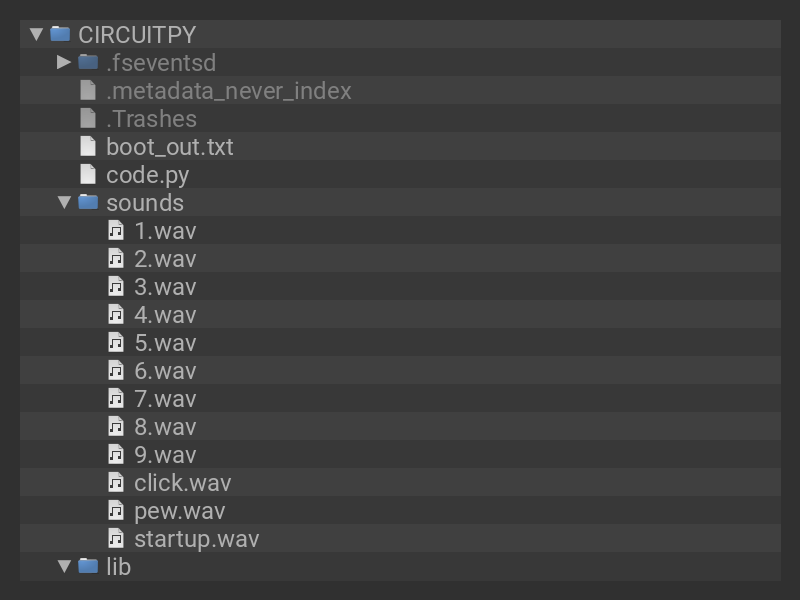 CIRCUITPY
.fseventsd
.metadata_never_index
.Trashes
boot_out.txt
code.py
sounds
1.wav
2.wav
3.wav
4.wav
5.wav
6.wav
7.wav
8.wav
9.wav
click.wav
pew.wav
startup.wav
lib